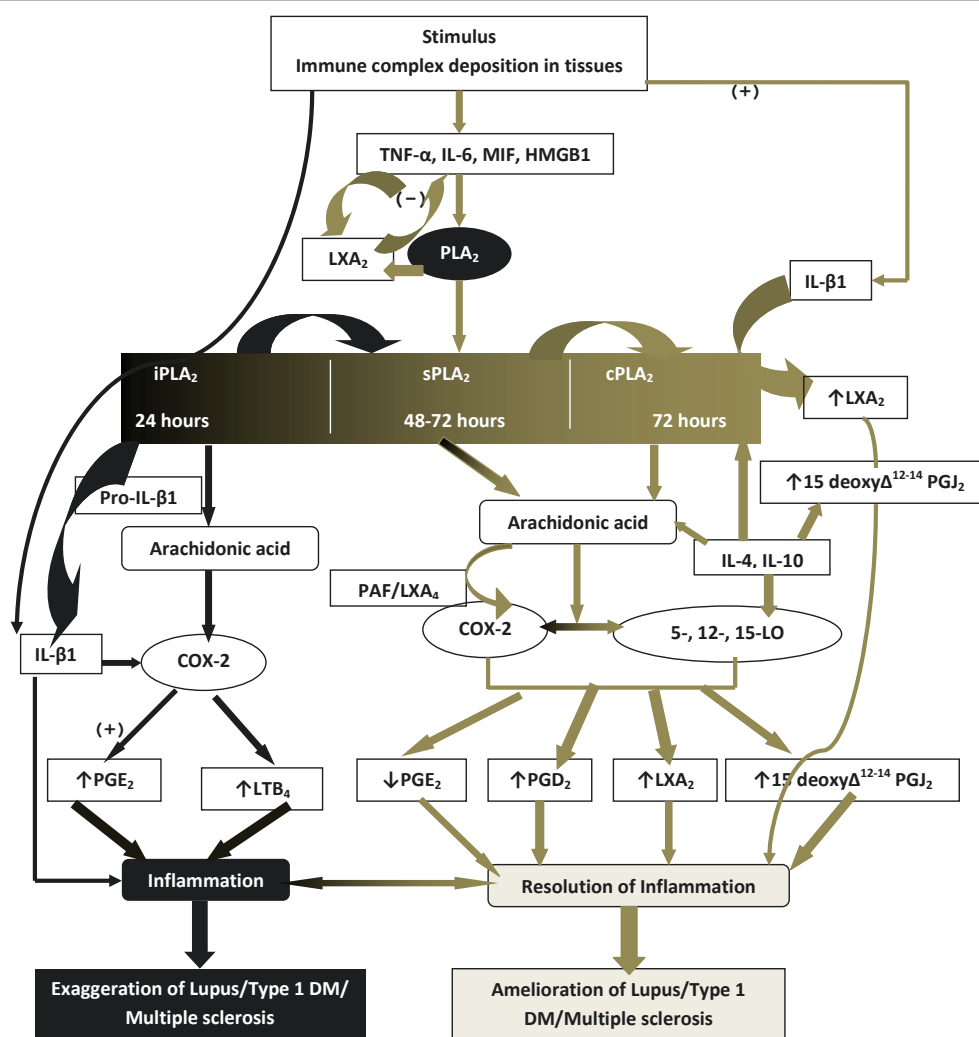 Stimulus
Immune complex deposition in tissues
(+)
TNF-α, IL-6, MIF, HMGB1
(−)
LXA₂
PLA₂
IL-β1
iPLA₂
sPLA₂
cPLA₂
24 hours
48-72 hours
72 hours
↑LXA₂
Pro-IL-β1
↑15 deoxyΔ¹²⁻¹⁴ PGJ₂
Arachidonic acid
Arachidonic acid
IL-4, IL-10
PAF/LXA₄
IL-β1
COX-2
COX-2
5-, 12-, 15-LO
(+)
↑PGE₂
↑LTB₄
↓PGE₂
↑PGD₂
↑LXA₂
↑15 deoxyΔ¹²⁻¹⁴ PGJ₂
Inflammation
Resolution of Inflammation
Exaggeration of Lupus/Type 1 DM/
Multiple sclerosis
Amelioration of Lupus/Type 1
DM/Multiple sclerosis